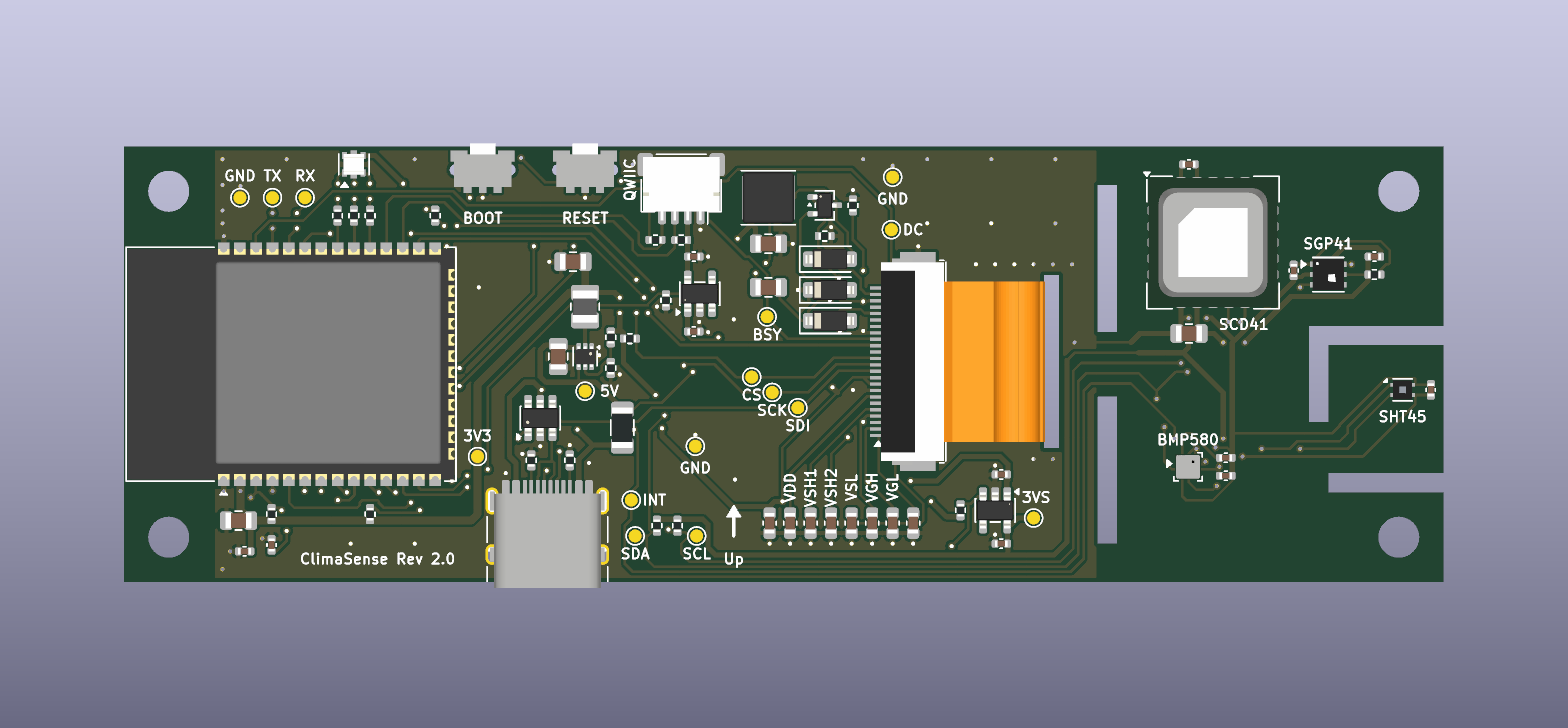 GND TX RX
BOOT
RESET
QWIIC
GND
DC
SGP41
SCD41
BSY
5V
CS
SCK
SDI
SHT45
3V3
GND
BMP580
VDD
VSH1
VSH2
VSL
VGH
VGL
INT
3VS
SDA
SCL
Up
ClimaSense Rev 2.0